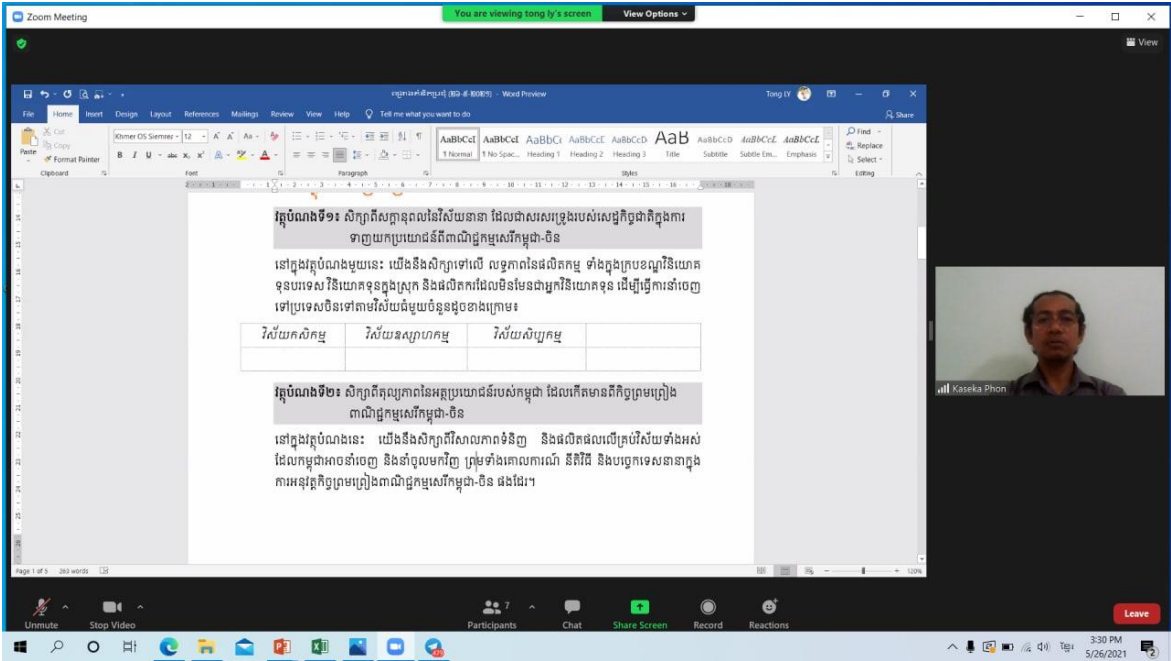 Zoom Meeting
You are viewing tong ly's screen
View Options
View
Word Preview
Tong LY
File Home Insert Design Layout References Mailings Review View Help Tell me what you want to do
Share
Paste
Cut
Copy
Format Painter
Khmer OS Siemrea 12
AaBbCcI AaBbCcI AaBbCc AaBbCcE AaBbCcD AaB AaBbCcD AaBbCcL AaBbCcL
1 Normal 1 No Spac... Heading 1 Heading 2 Heading 3 Title Subtitle Subtle Em... Emphasis
Find
Replace
Select
Clipboard Font Paragraph Styles Editing
វត្ថុបំណងទី១៖ សិក្សាពីសក្តានុពលនៃវិស័យនានា ដែលជាសរសរទ្រូងរបស់សេដ្ឋកិច្ចជាតិក្នុងការ
ទាញយកប្រយោជន៍ពីពាណិជ្ជកម្មសេរីកម្ពុជា-ចិន
នៅក្នុងវត្ថុបំណងមួយនេះ យើងនឹងសិក្សាទៅលើ លទ្ធភាពនៃផលិតកម្ម ទាំងក្នុងក្របខណ្ឌវិនិយោគ
ទុនបរទេស វិនិយោគទុនក្នុងស្រុក និងផលិតករដែលមិនមែនជាអ្នកវិនិយោគទុន ដើម្បីធ្វើការនាំចេញ
ទៅប្រទេសចិនទៅតាមវិស័យធំមួយចំនួនដូចខាងក្រោម៖
វិស័យកសិកម្ម វិស័យឧស្សាហកម្ម វិស័យសិប្បកម្ម
វត្ថុបំណងទី២៖ សិក្សាពីតុល្យភាពនៃអត្ថប្រយោជន៍របស់កម្ពុជា ដែលកើតមានពីកិច្ចព្រមព្រៀង
ពាណិជ្ជកម្មសេរីកម្ពុជា-ចិន
នៅក្នុងវត្ថុបំណងនេះ យើងនឹងសិក្សាពីវិសាលភាពទំនិញ និងផលិតផលលើគ្រប់វិស័យទាំងអស់
ដែលកម្ពុជាអាចនាំចេញ និងនាំចូលមកវិញ ព្រមទាំងគោលការណ៍ នីតិវិធី និងបច្ចេកទេសនានាក្នុង
ការអនុវត្តកិច្ចព្រមព្រៀងពាណិជ្ជកម្មសេរីកម្ពុជា-ចិន ផងដែរ។
Kaseka Phon
Page 1 of 5 263 words
120%
Unmute Stop Video Participants 7 Chat Share Screen Record Reactions Leave
3:30 PM
5/26/2021